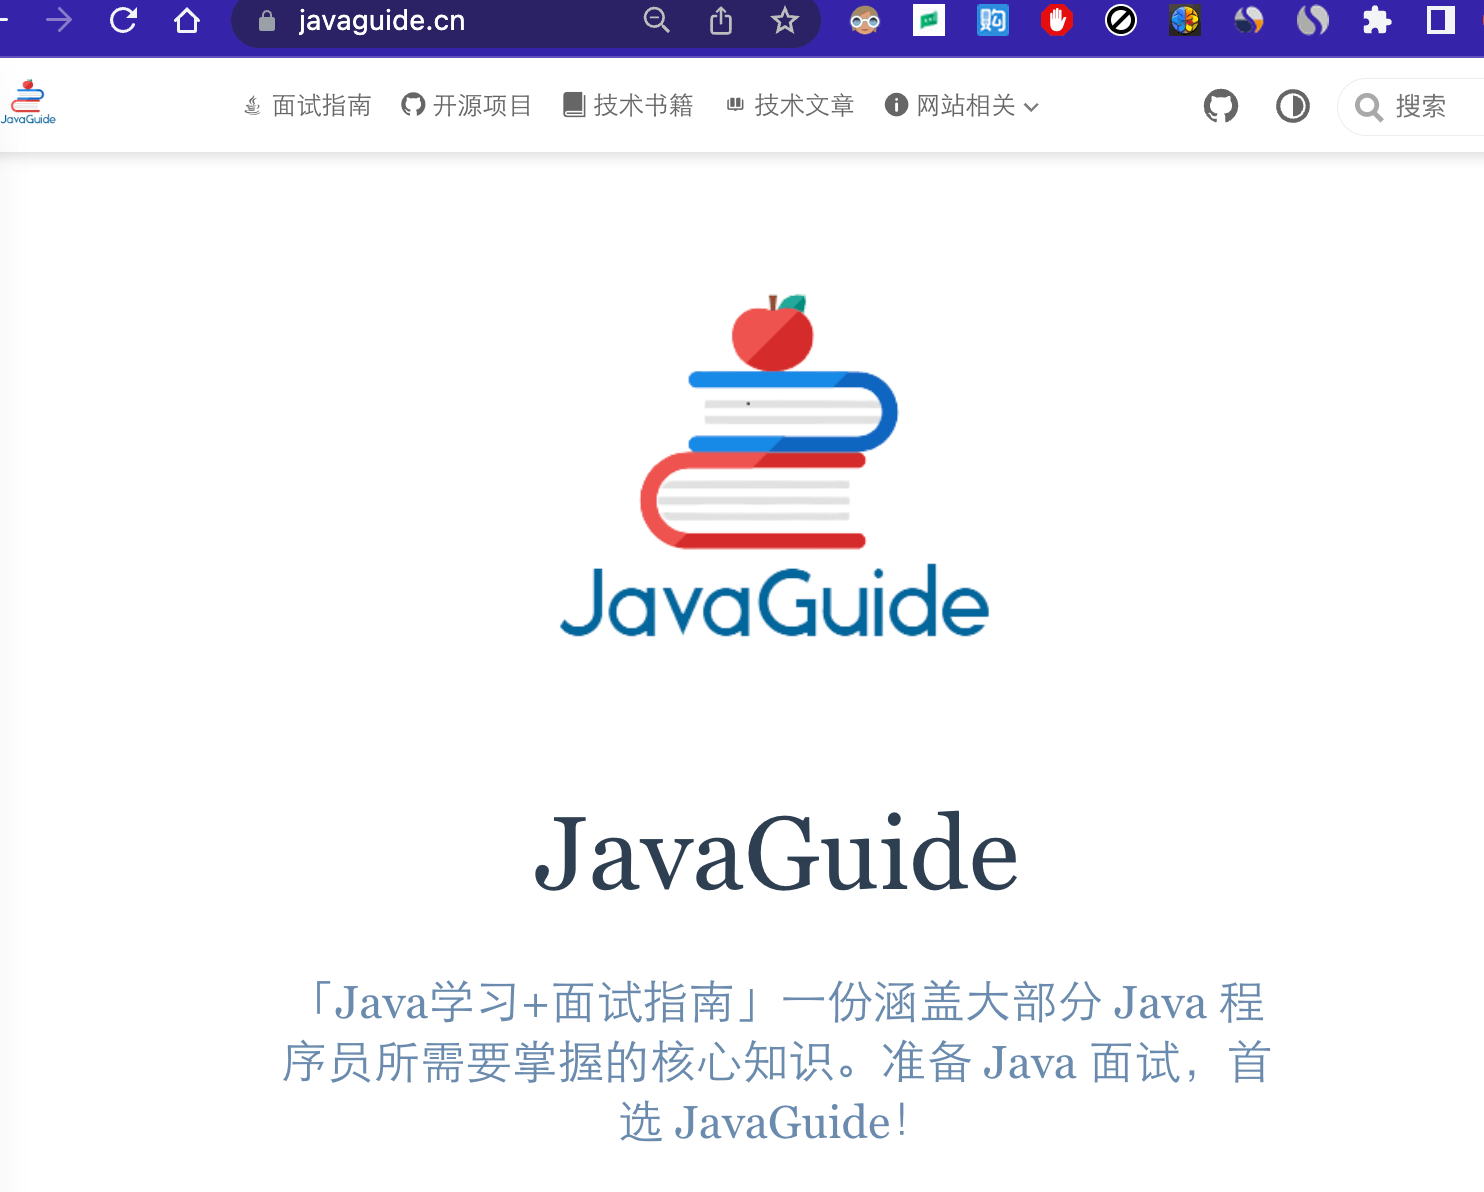 javaguide.cn
购
JavaGuide
面试指南 开源项目 技术书籍 技术文章 网站相关 搜索
JavaGuide
JavaGuide
「Java学习+面试指南」一份涵盖大部分 Java 程
序员所需要掌握的核心知识。准备 Java 面试，首
选 JavaGuide！